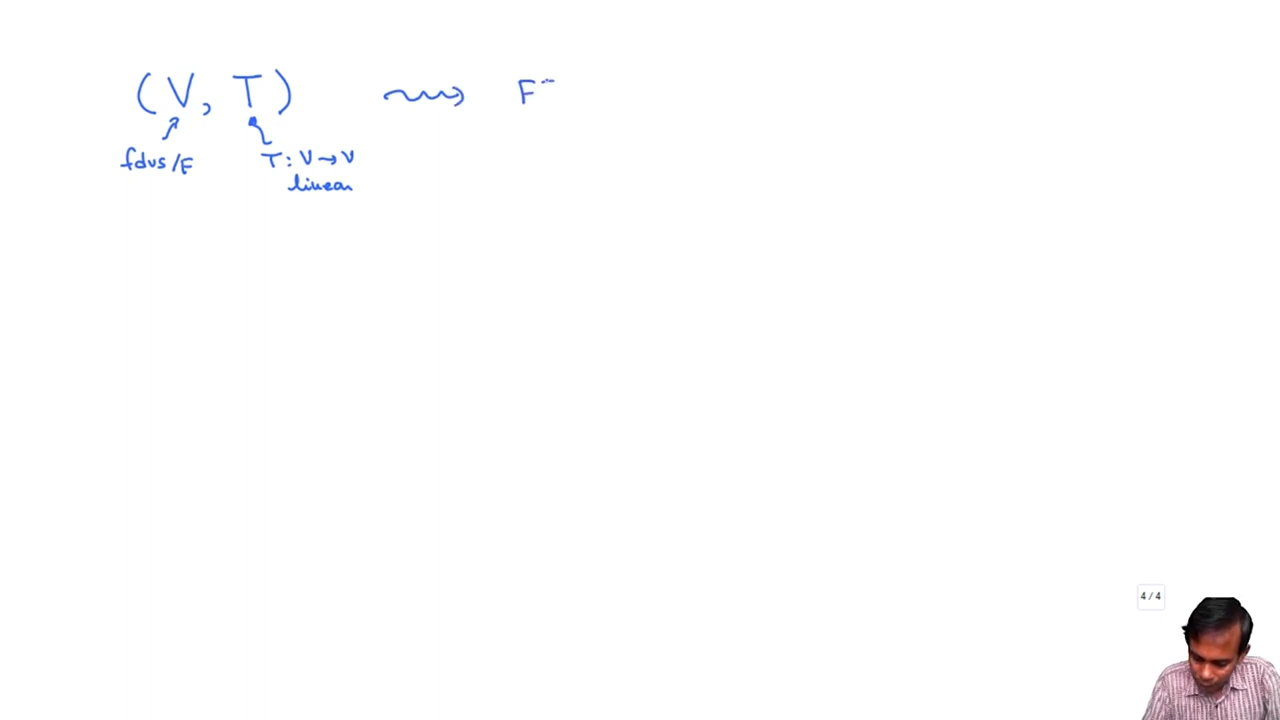 (V, T) ⇝ F
fdvs/F T: V → V
linear
4 / 4